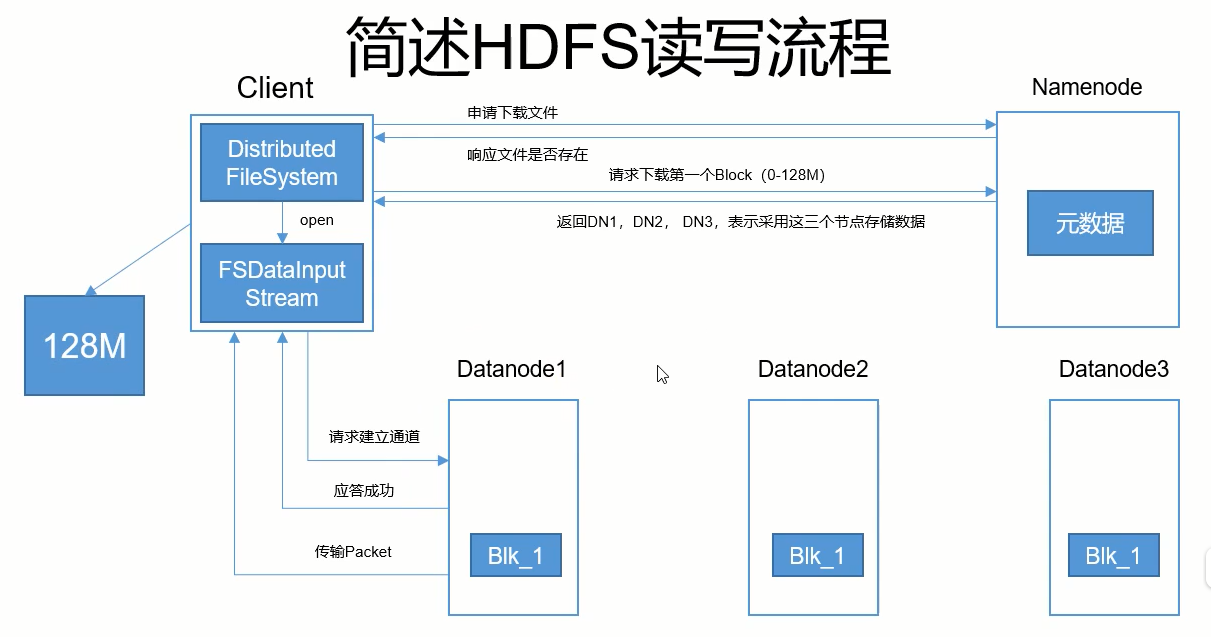 简述HDFS读写流程
Client
Namenode
申请下载文件
Distributed
FileSystem
响应文件是否存在
请求下载第一个Block（0-128M）
open
返回DN1，DN2， DN3，表示采用这三个节点存储数据
元数据
FSDataInput
Stream
128M
Datanode1
Datanode2
Datanode3
请求建立通道
应答成功
传输Packet
Blk_1
Blk_1
Blk_1